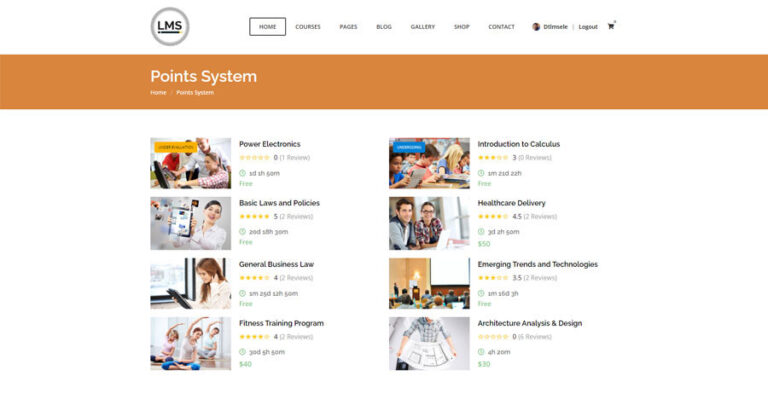 LMS
HOME COURSES PAGES BLOG GALLERY SHOP CONTACT Dtlmsele | Logout
Points System
Home / Points System
UNDER EVALUATION
Power Electronics
0 (1 Review)
1d 1h 50m
Free
UNDERGOING
Introduction to Calculus
3 (0 Reviews)
1m 21d 22h
Free
Basic Laws and Policies
5 (2 Reviews)
20d 18h 30m
Free
Healthcare Delivery
4.5 (2 Reviews)
3d 2h 50m
$50
General Business Law
4 (2 Reviews)
1m 25d 12h 50m
Free
Emerging Trends and Technologies
3.5 (2 Reviews)
1m 16d 3h
Free
Fitness Training Program
4 (2 Reviews)
30d 5h 50m
$40
Architecture Analysis & Design
0 (6 Reviews)
4h 20m
$30